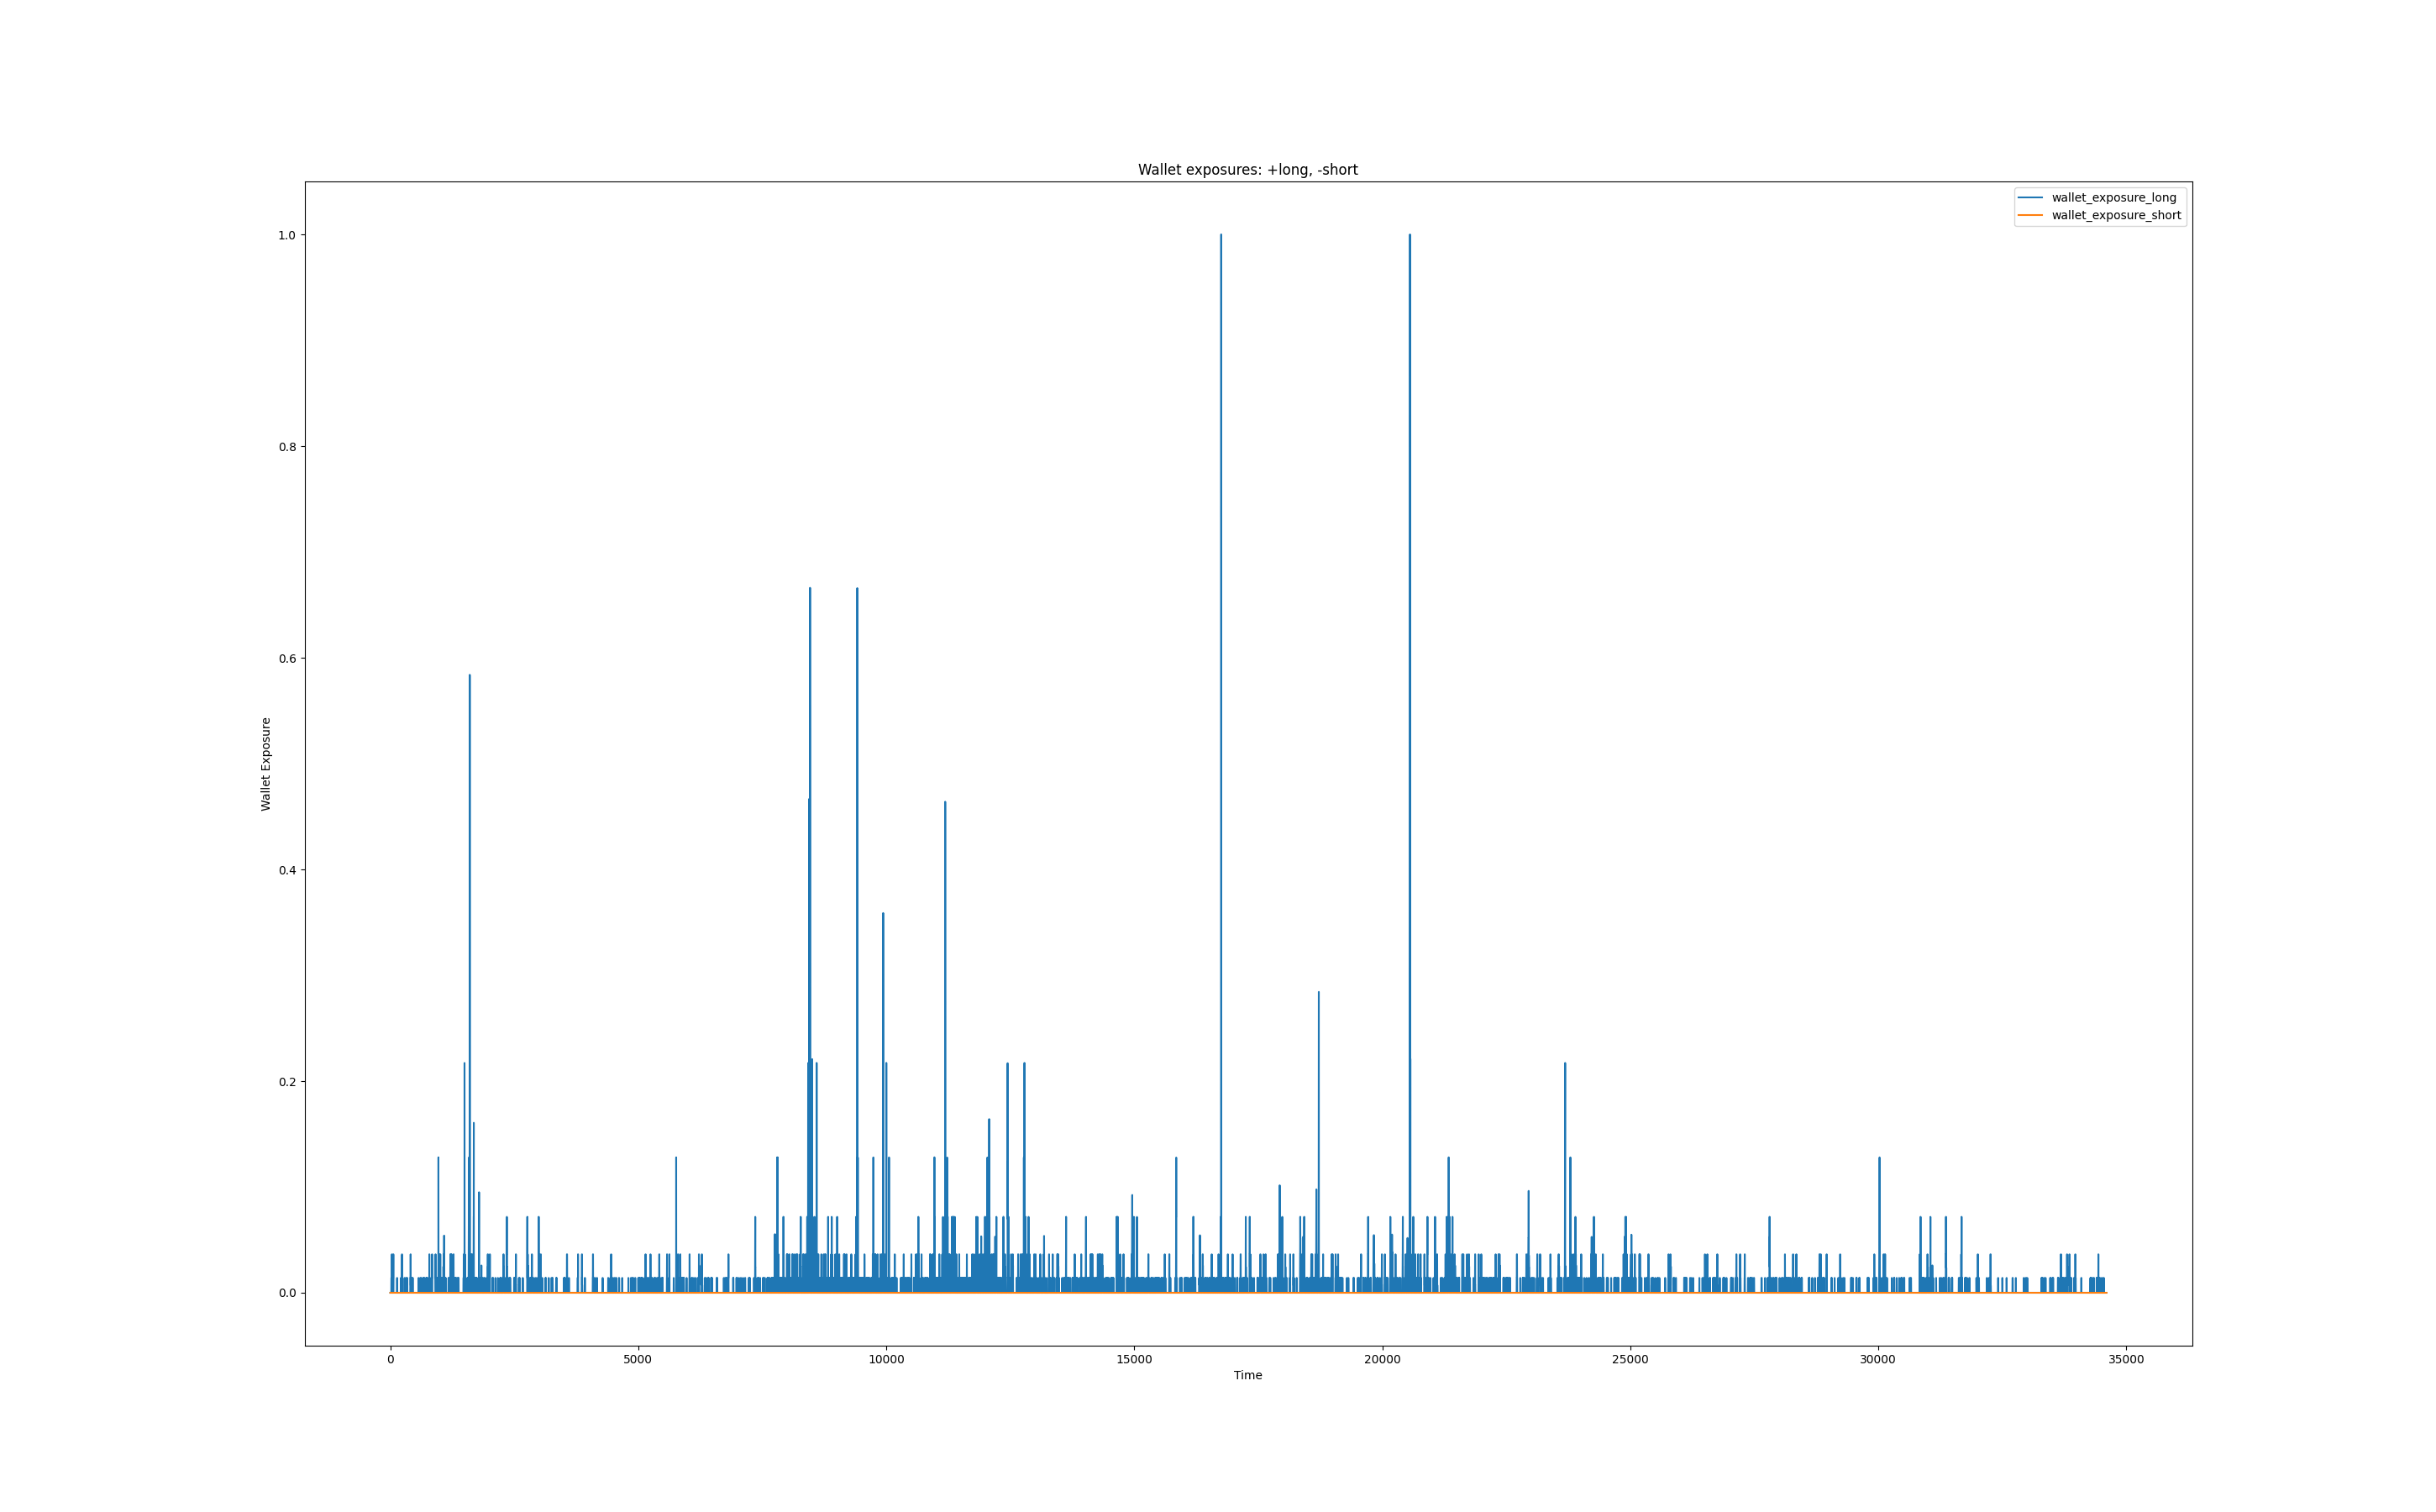 Wallet exposures: +long, -short
wallet_exposure_long
wallet_exposure_short
1.0
0.8
0.6
0.4
0.2
0.0
Wallet Exposure
0 5000 10000 15000 20000 25000 30000 35000
Time